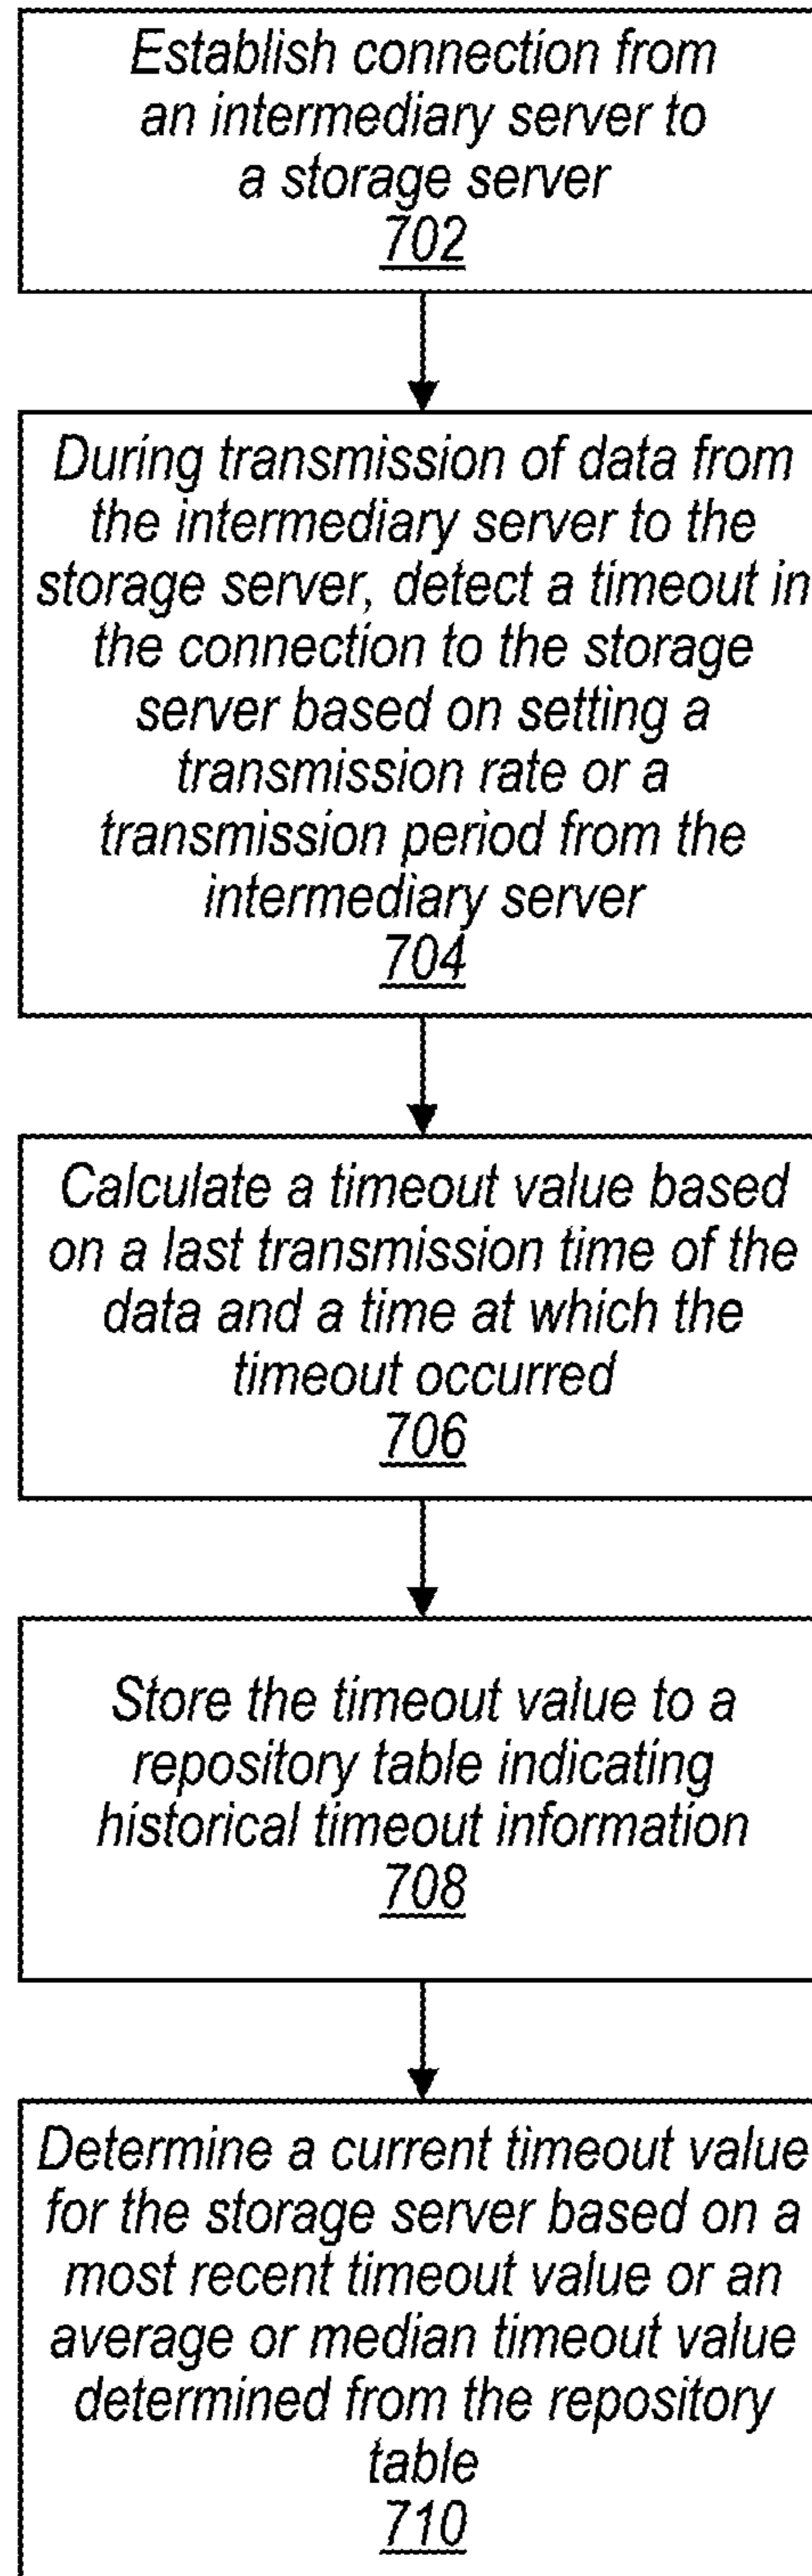 Establish connection from
an intermediary server to
a storage server
702
During transmission of data from
the intermediary server to the
storage server, detect a timeout in
the connection to the storage
server based on setting a
transmission rate or a
transmission period from the
intermediary server
704
Calculate a timeout value based
on a last transmission time of the
data and a time at which the
timeout occurred
706
Store the timeout value to a
repository table indicating
historical timeout information
708
Determine a current timeout value
for the storage server based on a
most recent timeout value or an
average or median timeout value
determined from the repository
table
710